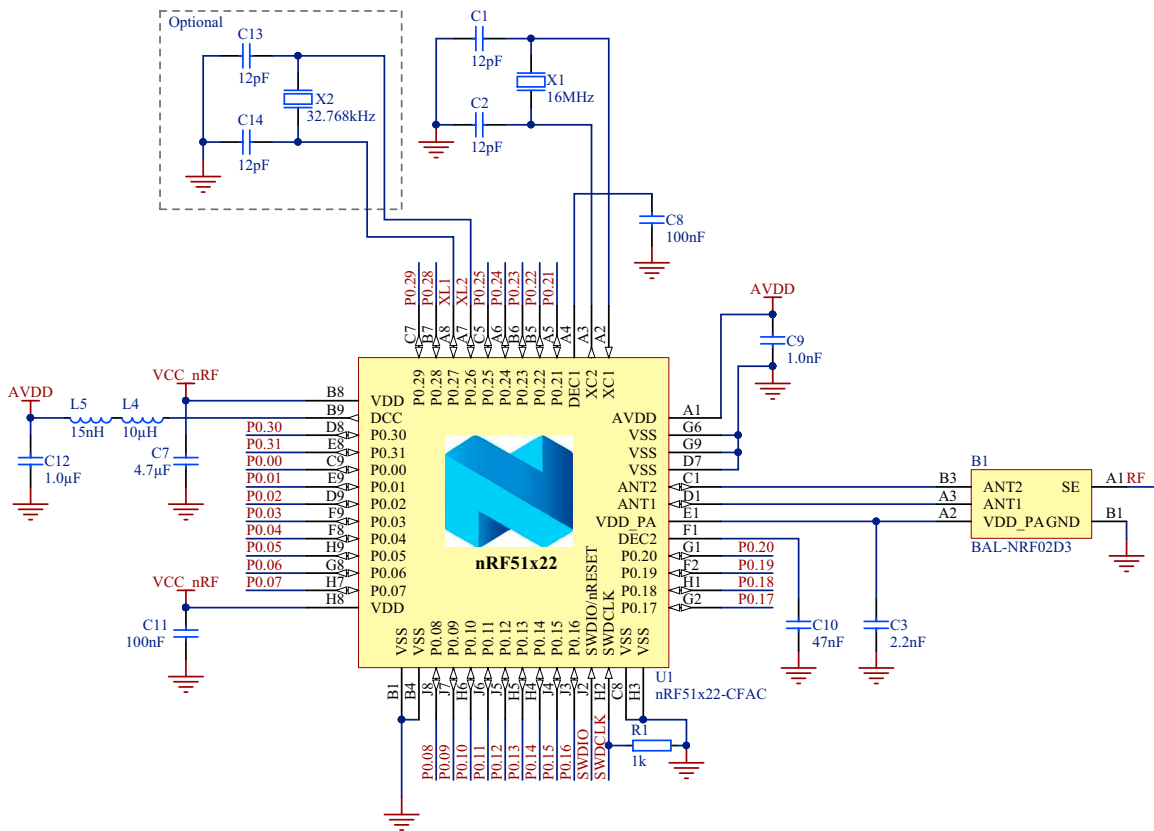 Optional
C13
12pF
X2
32.768kHz
C14
12pF
C1
12pF
X1
16MHz
C2
12pF
C8
100nF
P0.29
P0.28
XL1
XL2
P0.25
P0.24
P0.23
P0.22
P0.21
C7
B7
A8
A7
C5
A6
B6
B5
A5
A4
A3
A2
P0.29
P0.28
P0.27
P0.26
P0.25
P0.24
P0.23
P0.22
P0.21
DEC1
XC2
XC1
AVDD
C9
1.0nF
AVDD
L5
15nH
L4
10µH
VCC_nRF
C12
1.0µF
C7
4.7µF
B8 VDD
B9 DCC
P0.30 D8 P0.30
P0.31 E8 P0.31
P0.00 C9 P0.00
P0.01 E9 P0.01
P0.02 D9 P0.02
P0.03 F9 P0.03
P0.04 F8 P0.04
P0.05 H9 P0.05
P0.06 G8 P0.06
P0.07 H7 P0.07
H8 VDD
VCC_nRF
C11
100nF
nRF51x22
AVDD A1
VSS G6
VSS G9
VSS D7
ANT2 C1
ANT1 D1
VDD_PA E1
DEC2 F1
P0.20 G1 P0.20
P0.19 F2 P0.19
P0.18 H1 P0.18
P0.17 G2 P0.17
B1
B3 ANT2 SE A1 RF
A3 ANT1
A2 VDD_PA GND B1
BAL-NRF02D3
C10
47nF
C3
2.2nF
VSS
VSS
P0.08
P0.09
P0.10
P0.11
P0.12
P0.13
P0.14
P0.15
P0.16
SWDIO/nRESET
SWDCLK
VSS
VSS
B1
B4
J8
J7
H6
J6
J5
H5
H4
J4
J3
J2
H2
C8
H3
U1
nRF51x22-CFAC
P0.08
P0.09
P0.10
P0.11
P0.12
P0.13
P0.14
P0.15
P0.16
SWDIO
SWDCLK
R1
1k